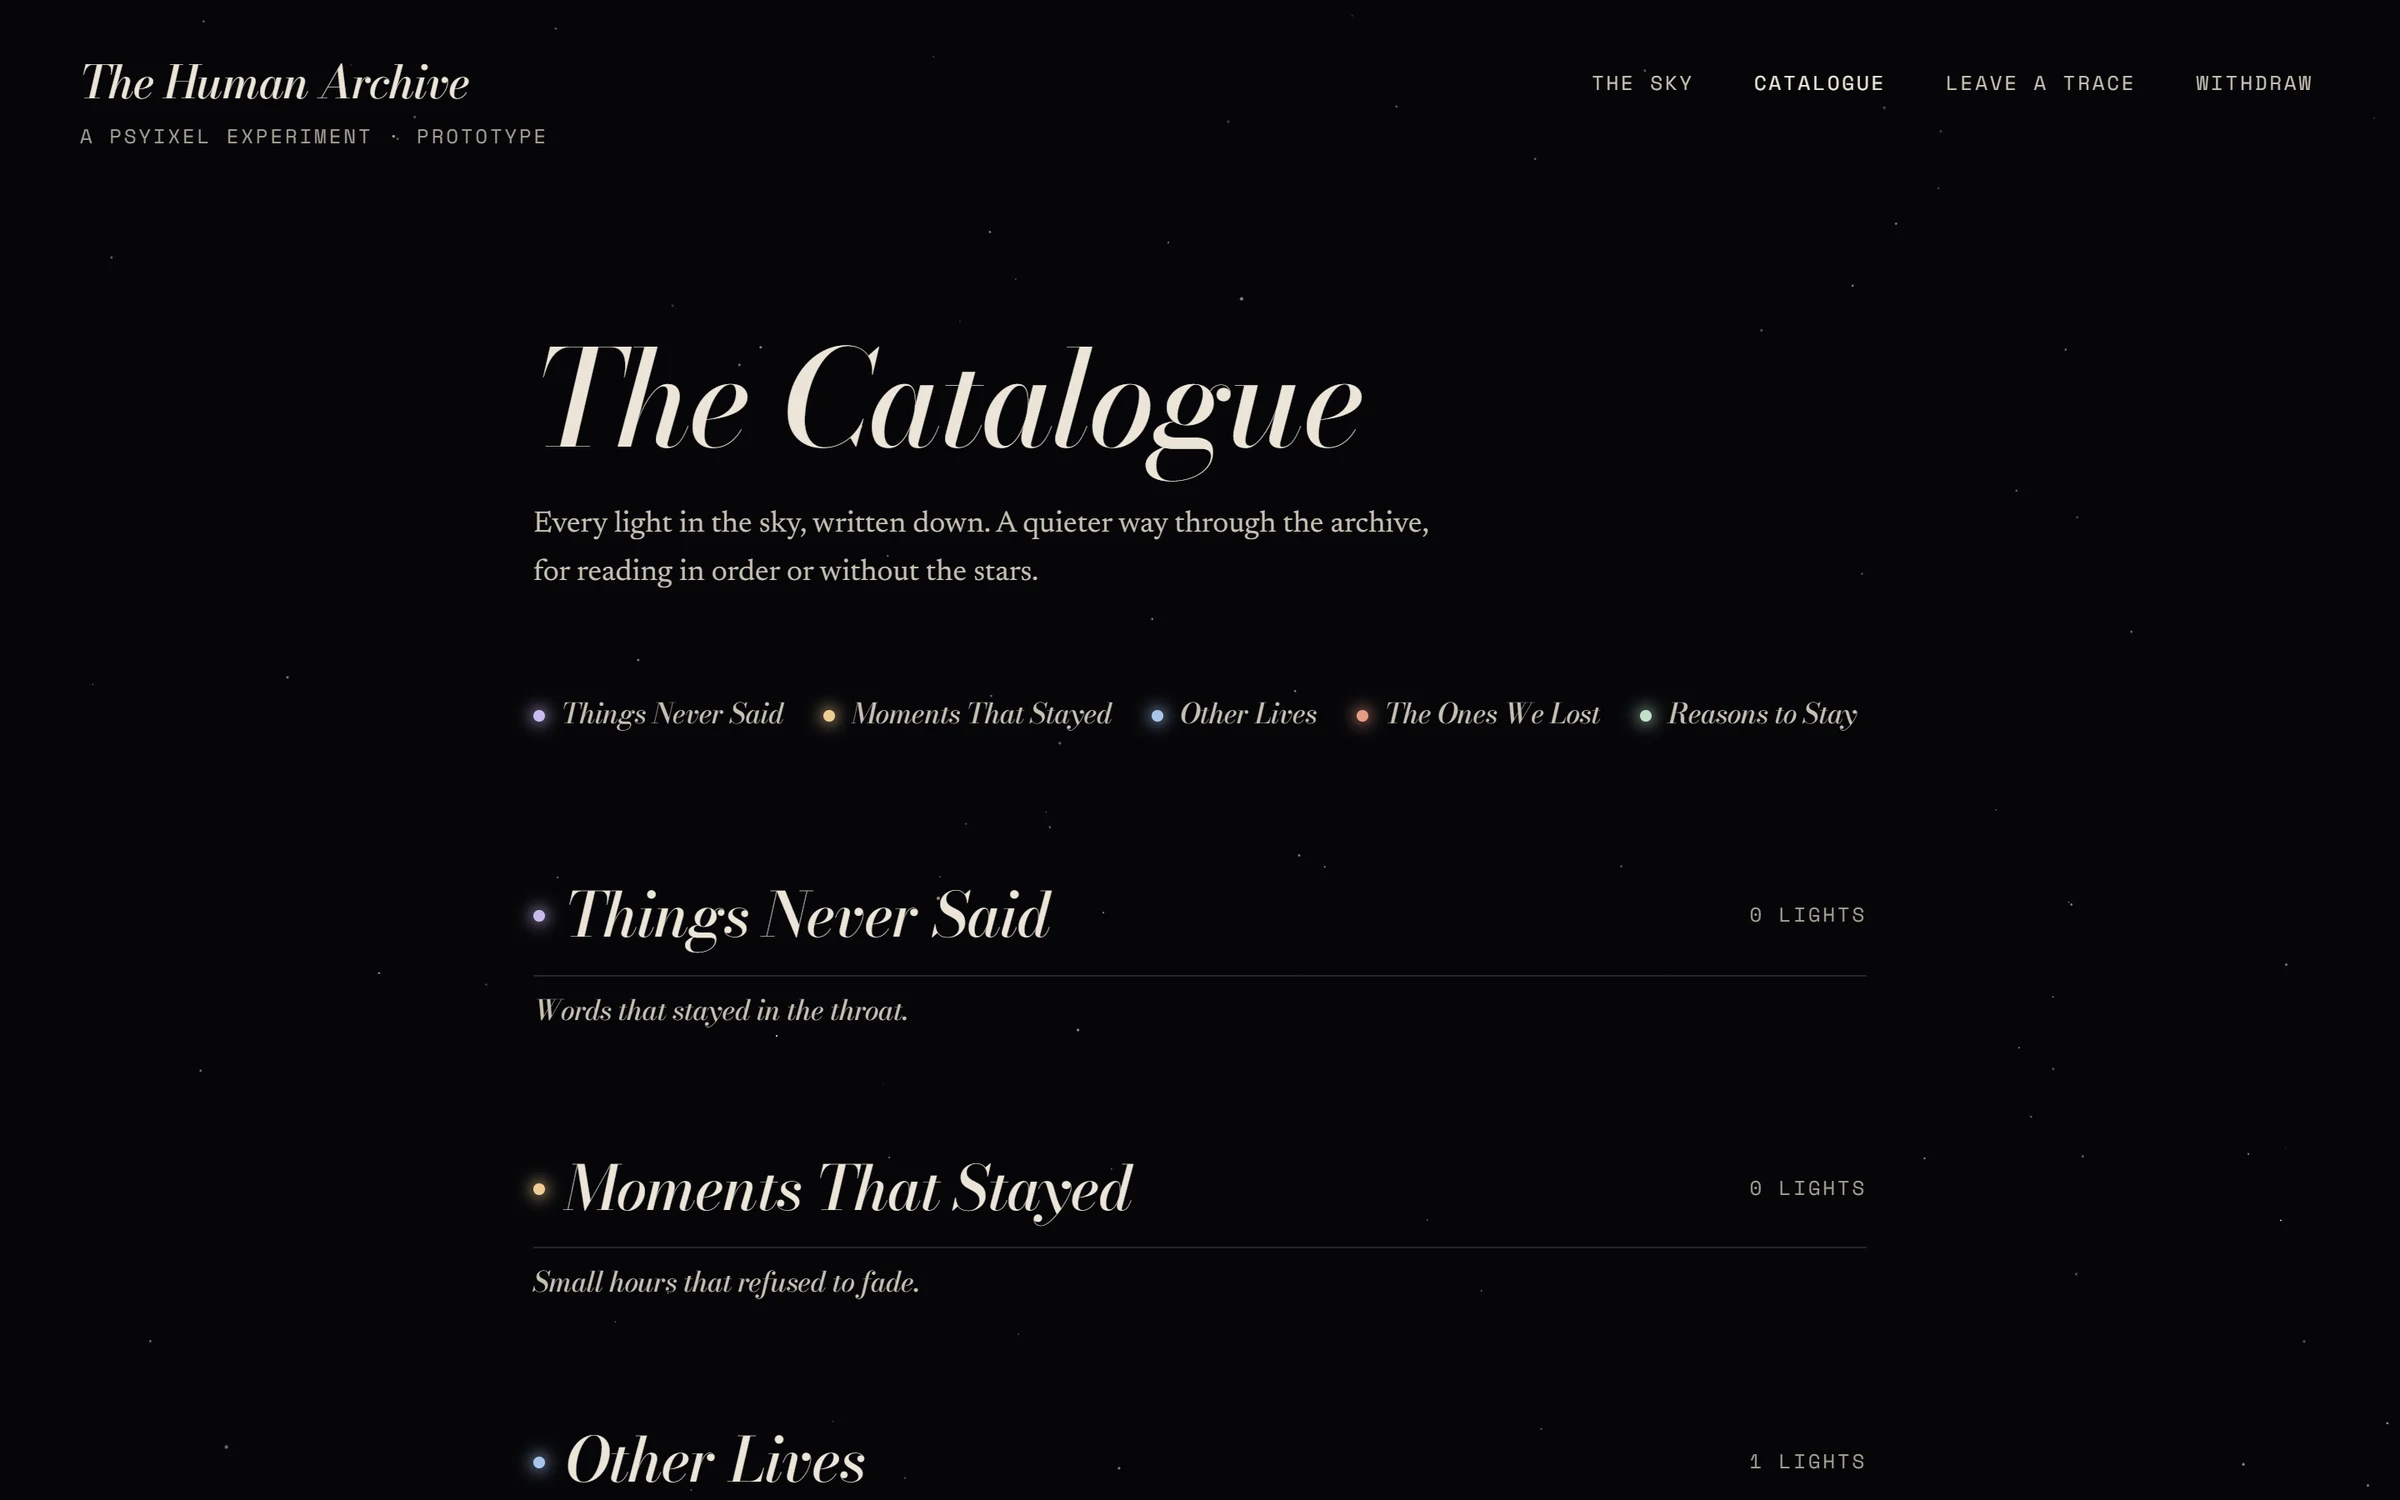 The Human Archive
A PSYIXEL EXPERIMENT · PROTOTYPE
THE SKY
CATALOGUE
LEAVE A TRACE
WITHDRAW
The Catalogue
Every light in the sky, written down. A quieter way through the archive,
for reading in order or without the stars.
Things Never Said
Moments That Stayed
Other Lives
The Ones We Lost
Reasons to Stay
Things Never Said
0 LIGHTS
Words that stayed in the throat.
Moments That Stayed
0 LIGHTS
Small hours that refused to fade.
Other Lives
1 LIGHTS